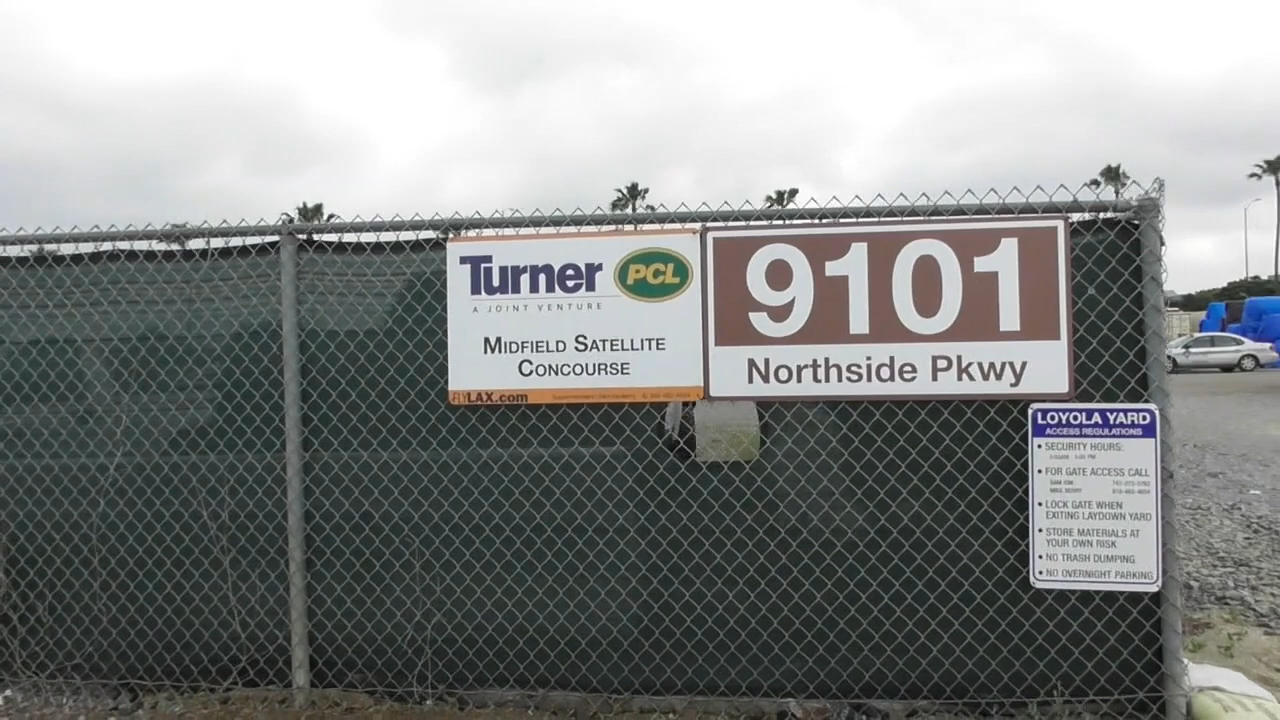 Turner PCL
A JOINT VENTURE
MIDFIELD SATELLITE
CONCOURSE
FLYLAX.com
9101
Northside Pkwy
LOYOLA YARD
ACCESS REGULATIONS
• SECURITY HOURS:
• FOR GATE ACCESS CALL
• LOCK GATE WHEN
EXITING LAYDOWN YARD
• STORE MATERIALS AT
YOUR OWN RISK
• NO TRASH DUMPING
• NO OVERNIGHT PARKING